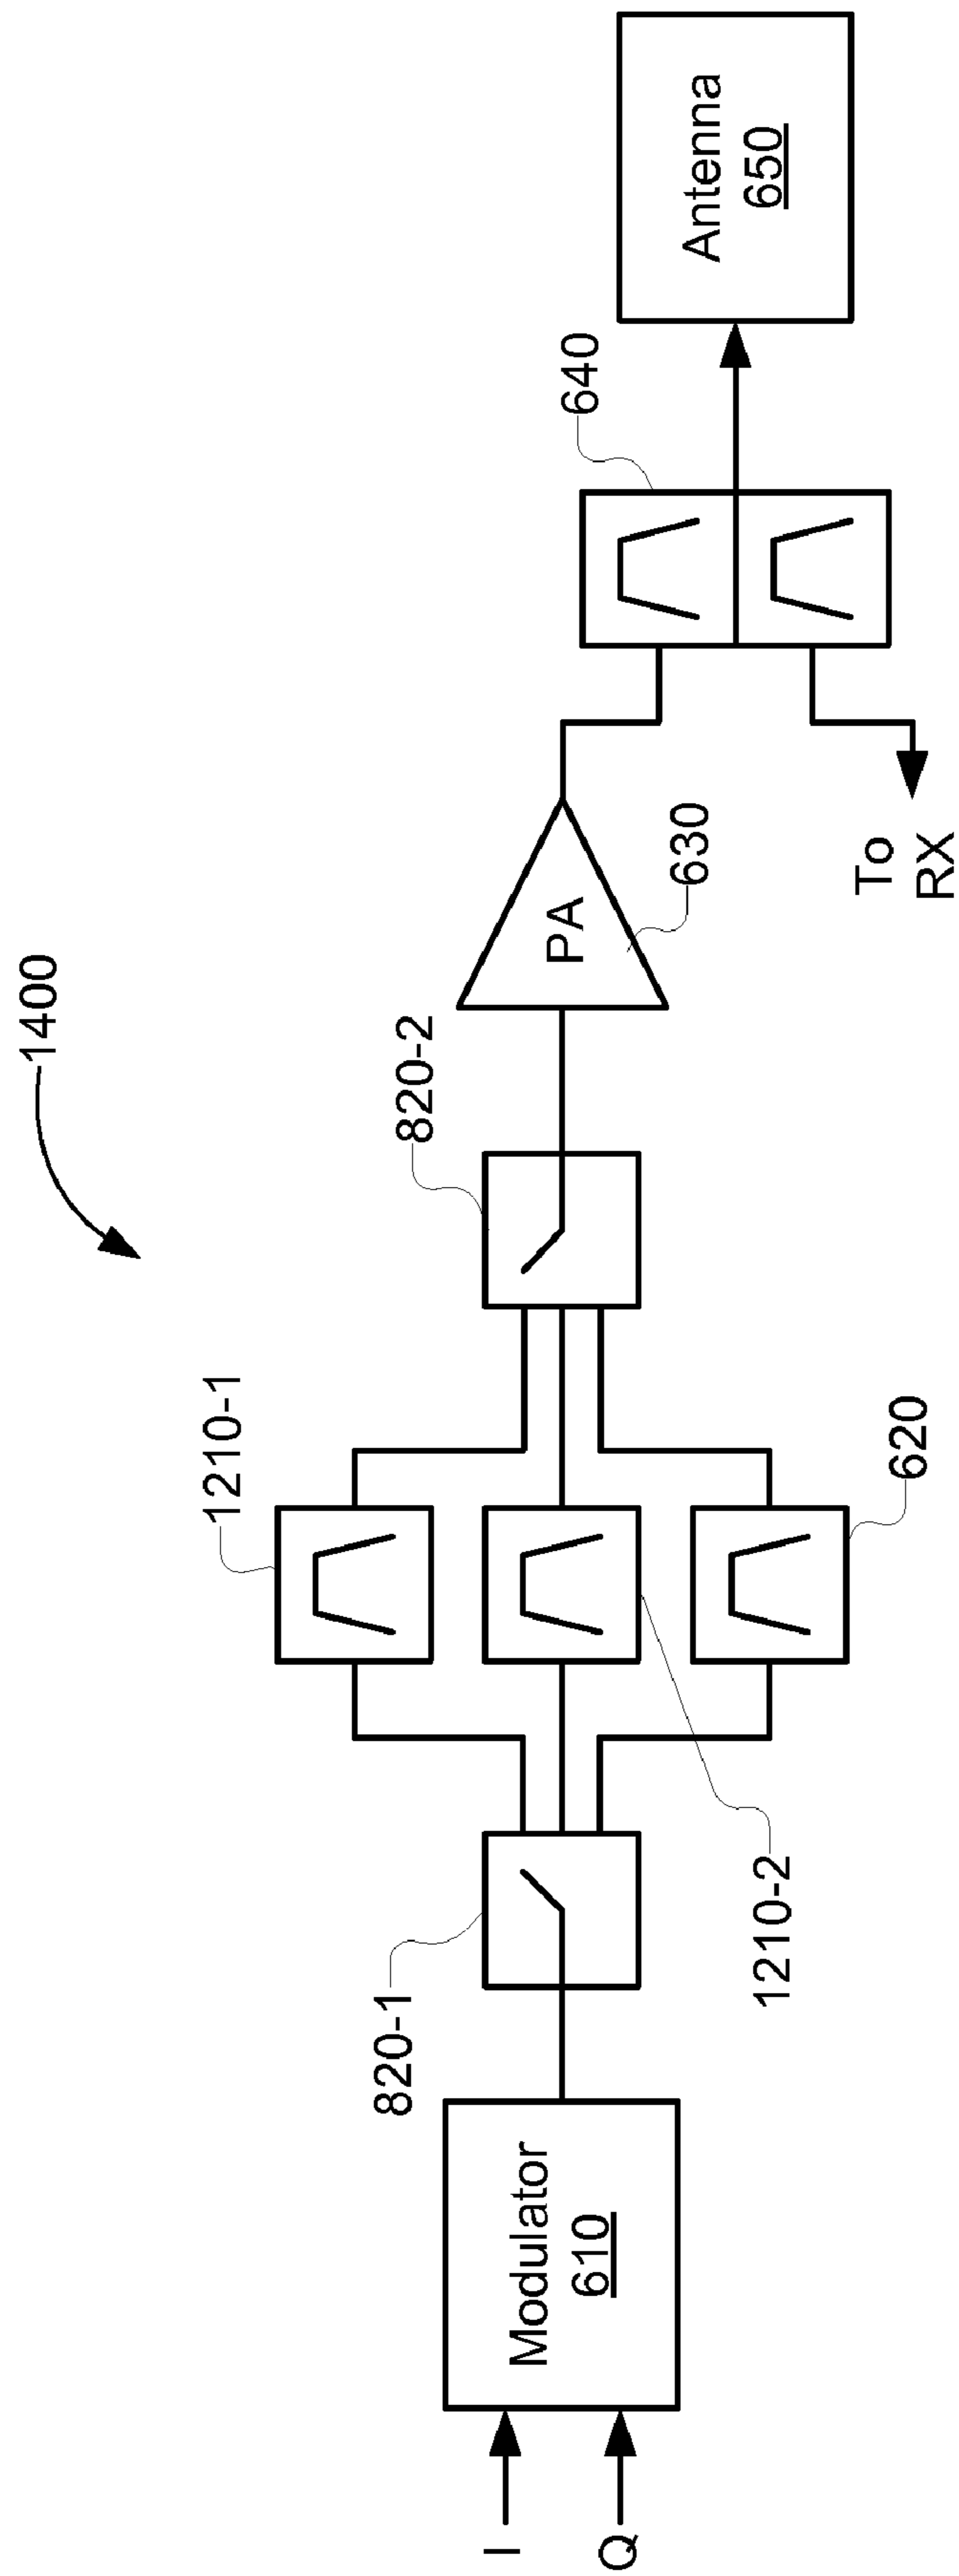 1400
I
Q
Modulator
610
820-1
1210-1
1210-2
620
820-2
PA
630
640
To
RX
Antenna
650